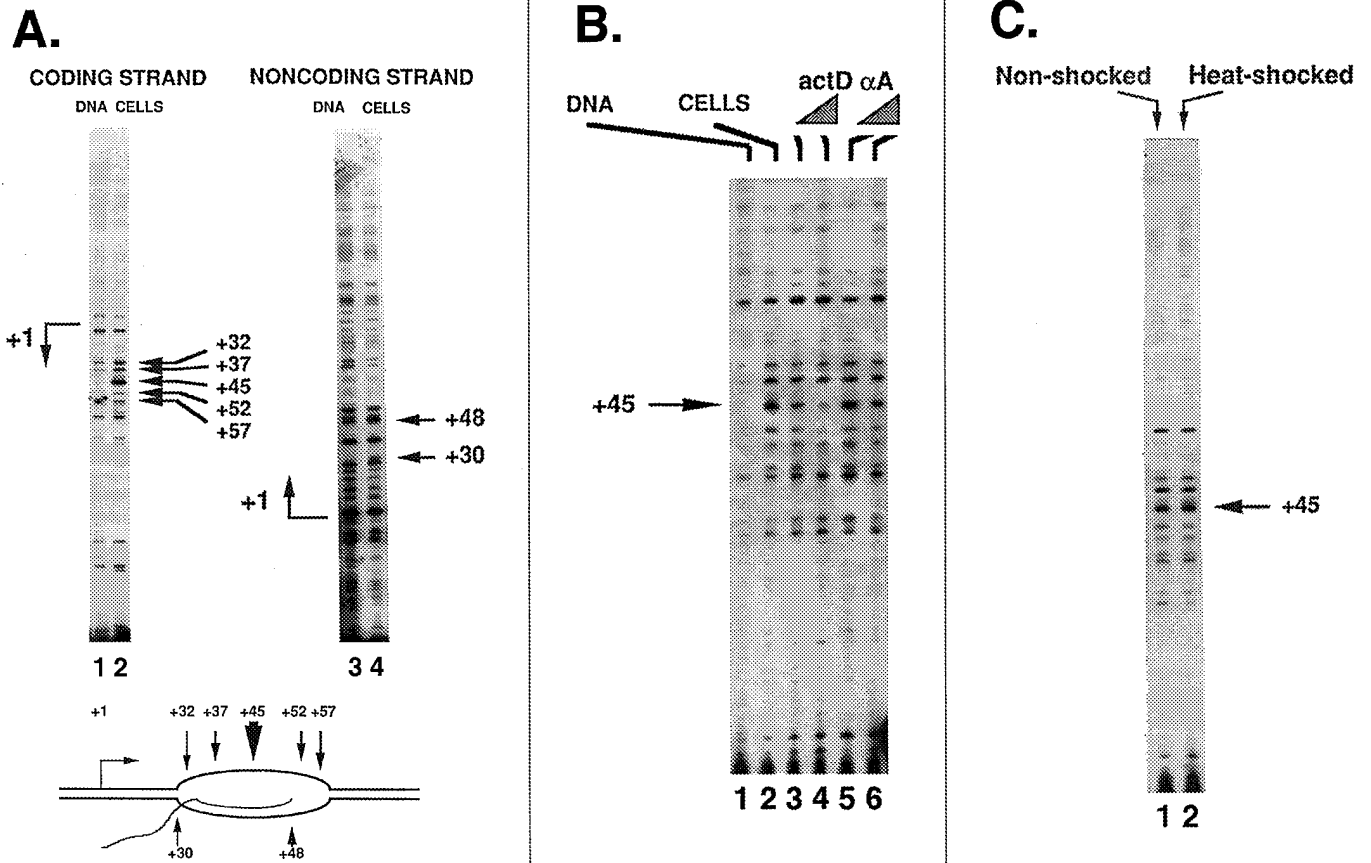 A.
CODING STRAND
NONCODING STRAND
DNA CELLS
DNA CELLS
+1
+32
+37
+45
+52
+57
+48
+30
+1
1 2
3 4
+1 +32 +37 +45 +52 +57
+30 +48
B.
actD αA
DNA CELLS
+45
1 2 3 4 5 6
C.
Non-shocked Heat-shocked
+45
1 2